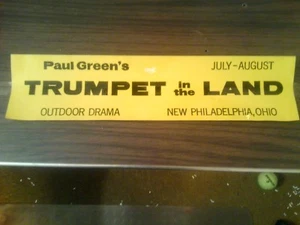 Paul Green's JULY-AUGUST
TRUMPET in the LAND
OUTDOOR DRAMA NEW PHILADELPHIA, OHIO